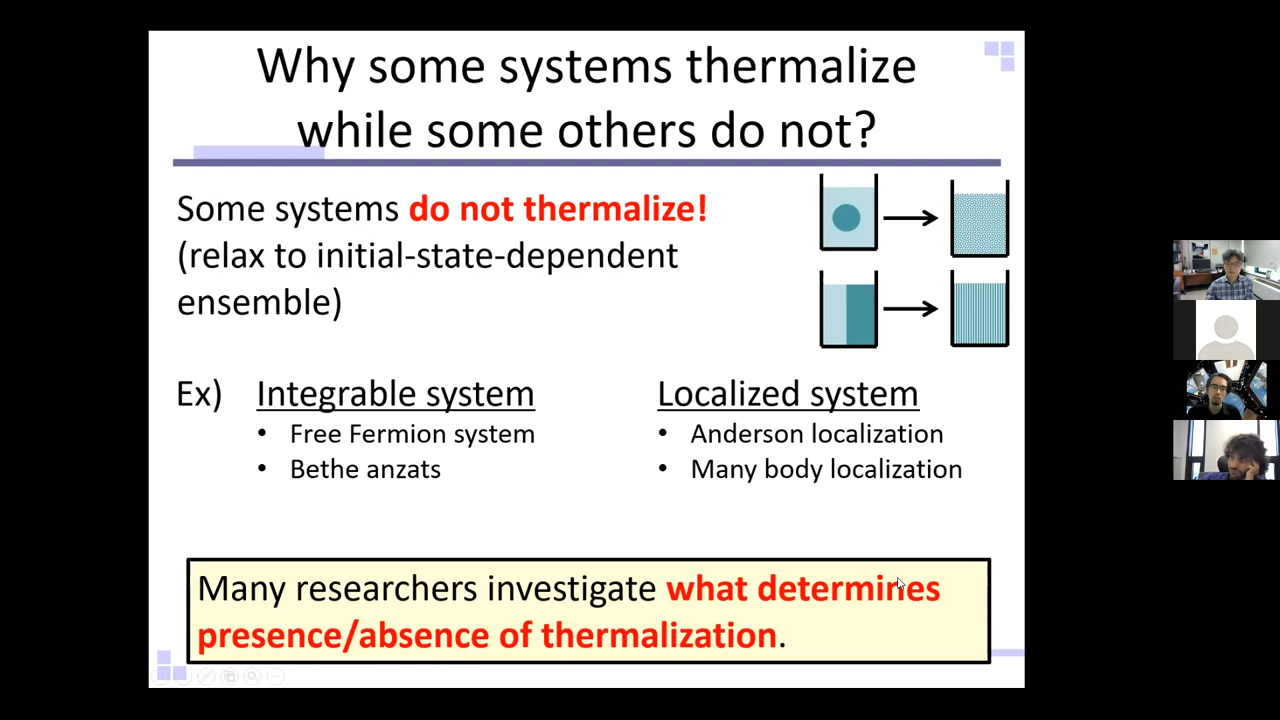 Why some systems thermalize
while some others do not?
Some systems do not thermalize!
(relax to initial-state-dependent
ensemble)
Ex) Integrable system
• Free Fermion system
• Bethe anzats
Localized system
• Anderson localization
• Many body localization
Many researchers investigate what determines
presence/absence of thermalization.